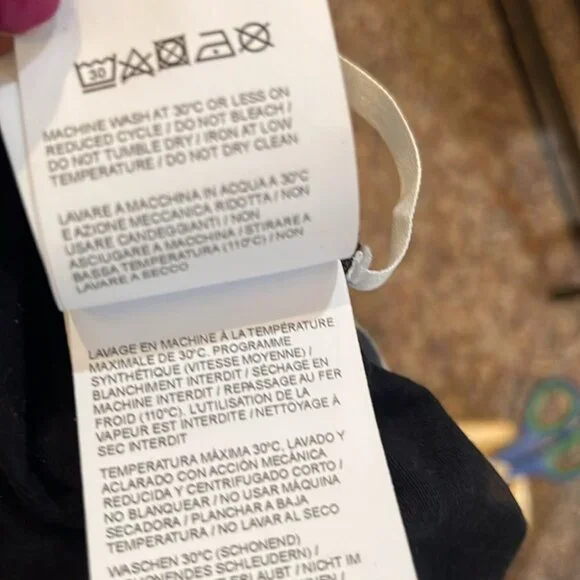 30
MACHINE WASH AT 30°C OR LESS ON
REDUCED CYCLE / DO NOT BLEACH /
DO NOT TUMBLE DRY / IRON AT LOW
TEMPERATURE / DO NOT DRY CLEAN
LAVARE A MACCHINA IN ACQUA A 30°C
E AZIONE MECCANICA RIDOTTA / NON
USARE CANDEGGIANTI / NON
ASCIUGARE A MACCHINA / STIRARE A
BASSA TEMPERATURA (110°C) / NON
LAVARE A SECCO
LAVAGE EN MACHINE À LA TEMPÉRATURE
MAXIMALE DE 30°C. PROGRAMME
SYNTHÉTIQUE (VITESSE MOYENNE) /
BLANCHIMENT INTERDIT / SÉCHAGE EN
MACHINE INTERDIT / REPASSAGE AU FER
FROID (110°C), L'UTILISATION DE LA
VAPEUR EST INTERDITE / NETTOYAGE À
SEC INTERDIT
TEMPERATURA MÁXIMA 30°C, LAVADO Y
ACLARADO CON ACCIÓN MECÁNICA
REDUCIDA Y CENTRIFUGADO CORTO /
NO BLANQUEAR / NO USAR MÁQUINA
SECADORA / PLANCHAR A BAJA
TEMPERATURA / NO LAVAR AL SECO
WASCHEN 30°C (SCHONEND)
SCHLEUDERN) /
ERLAUBT / NICHT IM